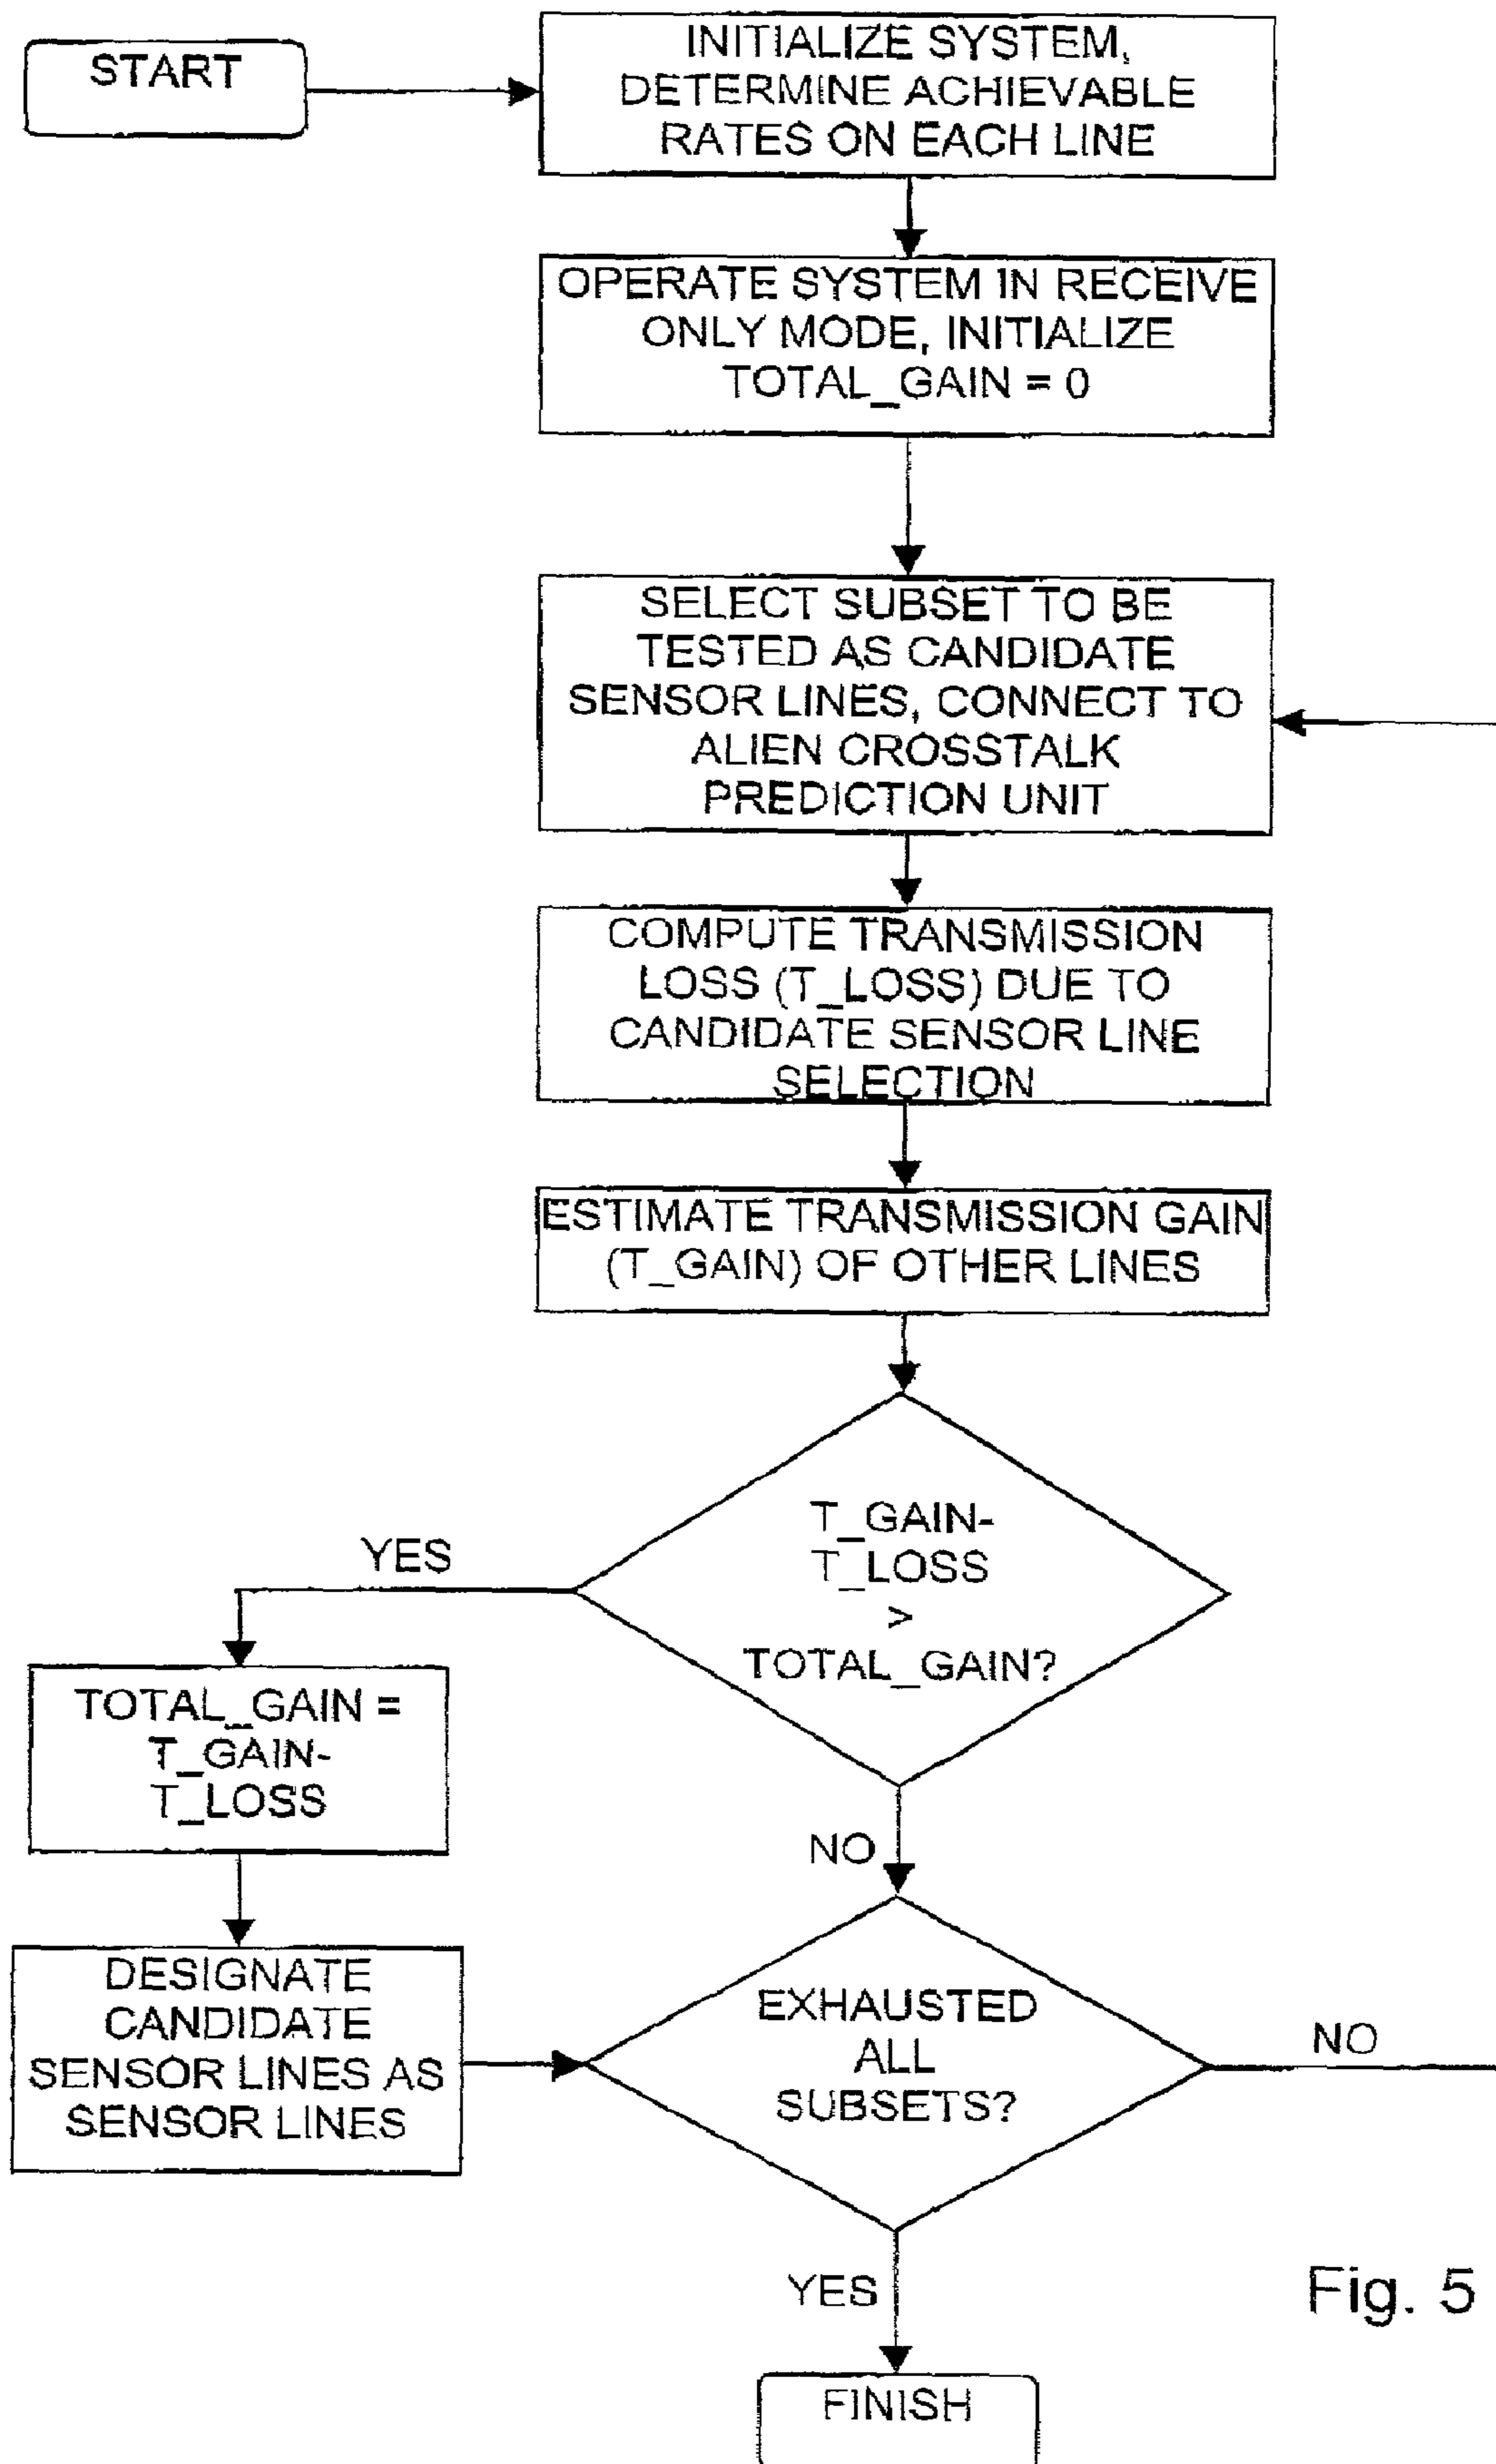 START
INITIALIZE SYSTEM,
DETERMINE ACHIEVABLE
RATES ON EACH LINE
OPERATE SYSTEM IN RECEIVE
ONLY MODE, INITIALIZE
TOTAL_GAIN = 0
SELECT SUBSET TO BE
TESTED AS CANDIDATE
SENSOR LINES, CONNECT TO
ALIEN CROSSTALK
PREDICTION UNIT
COMPUTE TRANSMISSION
LOSS (T_LOSS) DUE TO
CANDIDATE SENSOR LINE
SELECTION
ESTIMATE TRANSMISSION GAIN
(T_GAIN) OF OTHER LINES
T_GAIN-
T_LOSS
>
TOTAL_GAIN?
YES
TOTAL_GAIN =
T_GAIN-
T_LOSS
NO
DESIGNATE
CANDIDATE
SENSOR LINES AS
SENSOR LINES
EXHAUSTED
ALL
SUBSETS?
NO
YES
FINISH
Fig. 5